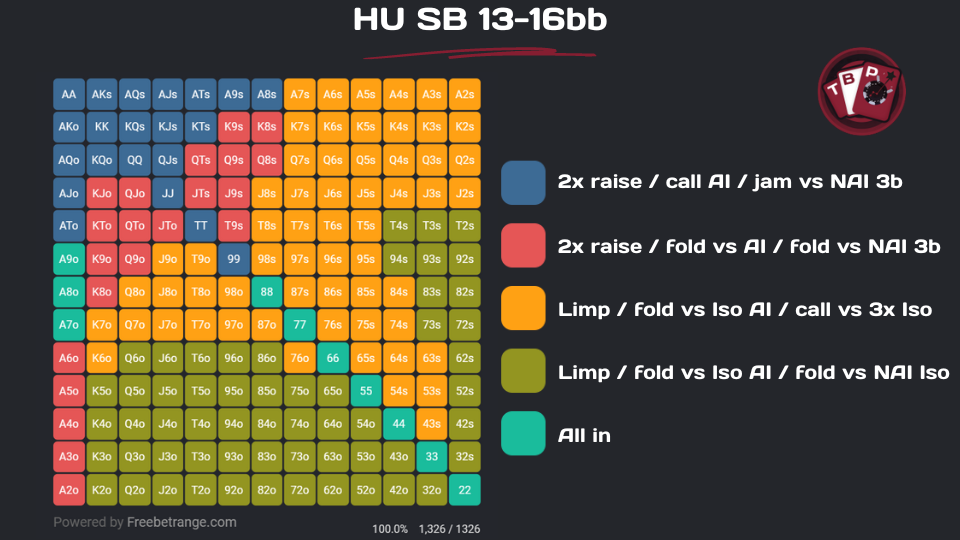 HU SB 13-16bb
T B P
AA AKs AQs AJs ATs A9s A8s A7s A6s A5s A4s A3s A2s
AKo KK KQs KJs KTs K9s K8s K7s K6s K5s K4s K3s K2s
AQo KQo QQ QJs QTs Q9s Q8s Q7s Q6s Q5s Q4s Q3s Q2s
AJo KJo QJo JJ JTs J9s J8s J7s J6s J5s J4s J3s J2s
ATo KTo QTo JTo TT T9s T8s T7s T6s T5s T4s T3s T2s
A9o K9o Q9o J9o T9o 99 98s 97s 96s 95s 94s 93s 92s
A8o K8o Q8o J8o T8o 98o 88 87s 86s 85s 84s 83s 82s
A7o K7o Q7o J7o T7o 97o 87o 77 76s 75s 74s 73s 72s
A6o K6o Q6o J6o T6o 96o 86o 76o 66 65s 64s 63s 62s
A5o K5o Q5o J5o T5o 95o 85o 75o 65o 55 54s 53s 52s
A4o K4o Q4o J4o T4o 94o 84o 74o 64o 54o 44 43s 42s
A3o K3o Q3o J3o T3o 93o 83o 73o 63o 53o 43o 33 32s
A2o K2o Q2o J2o T2o 92o 82o 72o 62o 52o 42o 32o 22
Powered by Freebetrange.com
100.0% 1,326 / 1326
2x raise / call AI / jam vs NAI 3b
2x raise / fold vs AI / fold vs NAI 3b
Limp / fold vs Iso AI / call vs 3x Iso
Limp / fold vs Iso AI / fold vs NAI Iso
All in